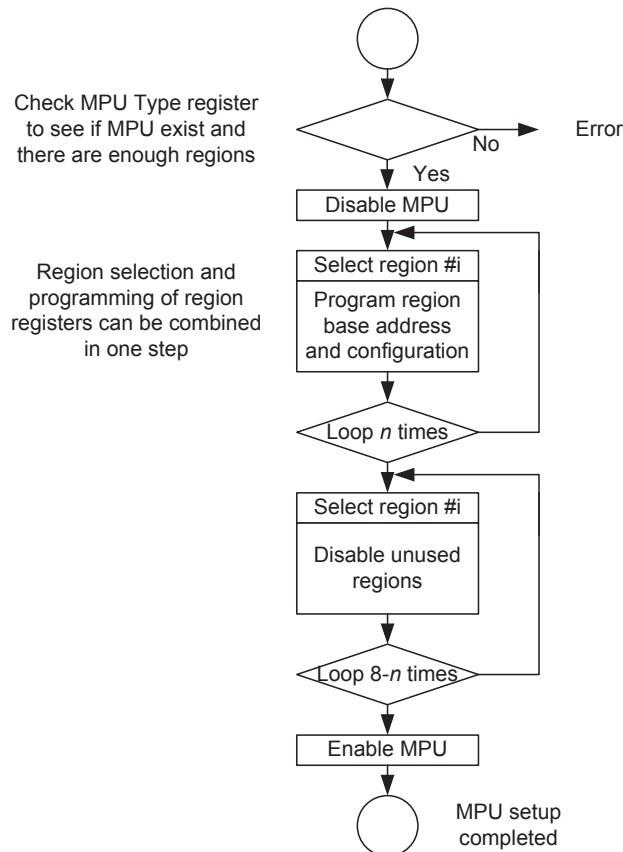 Check MPU Type register
to see if MPU exist and
there are enough regions
No
Error
Yes
Disable MPU
Select region #i
Region selection and
programming of region
registers can be combined
in one step
Program region
base address
and configuration
Loop n times
Select region #i
Disable unused
regions
Loop 8-n times
Enable MPU
MPU setup
completed